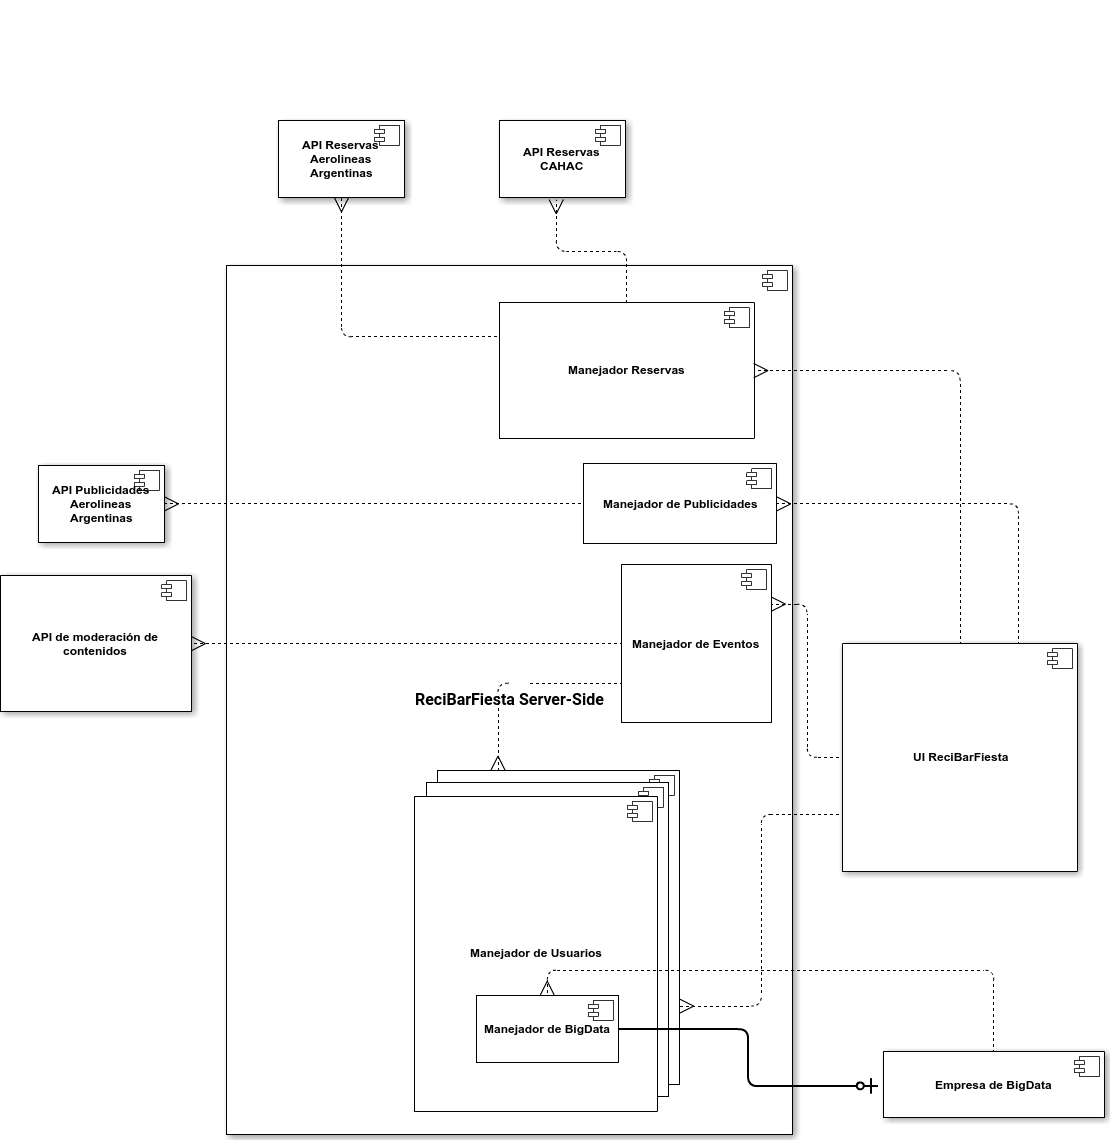 API Reservas
Aerolineas
Argentinas
API Reservas
CAHAC
Manejador Reservas
API Publicidades
Aerolineas
Argentinas
Manejador de Publicidades
API de moderación de
contenidos
Manejador de Eventos
ReciBarFiesta Server-Side
UI ReciBarFiesta
Manejador de Usuarios
Manejador de BigData
Empresa de BigData